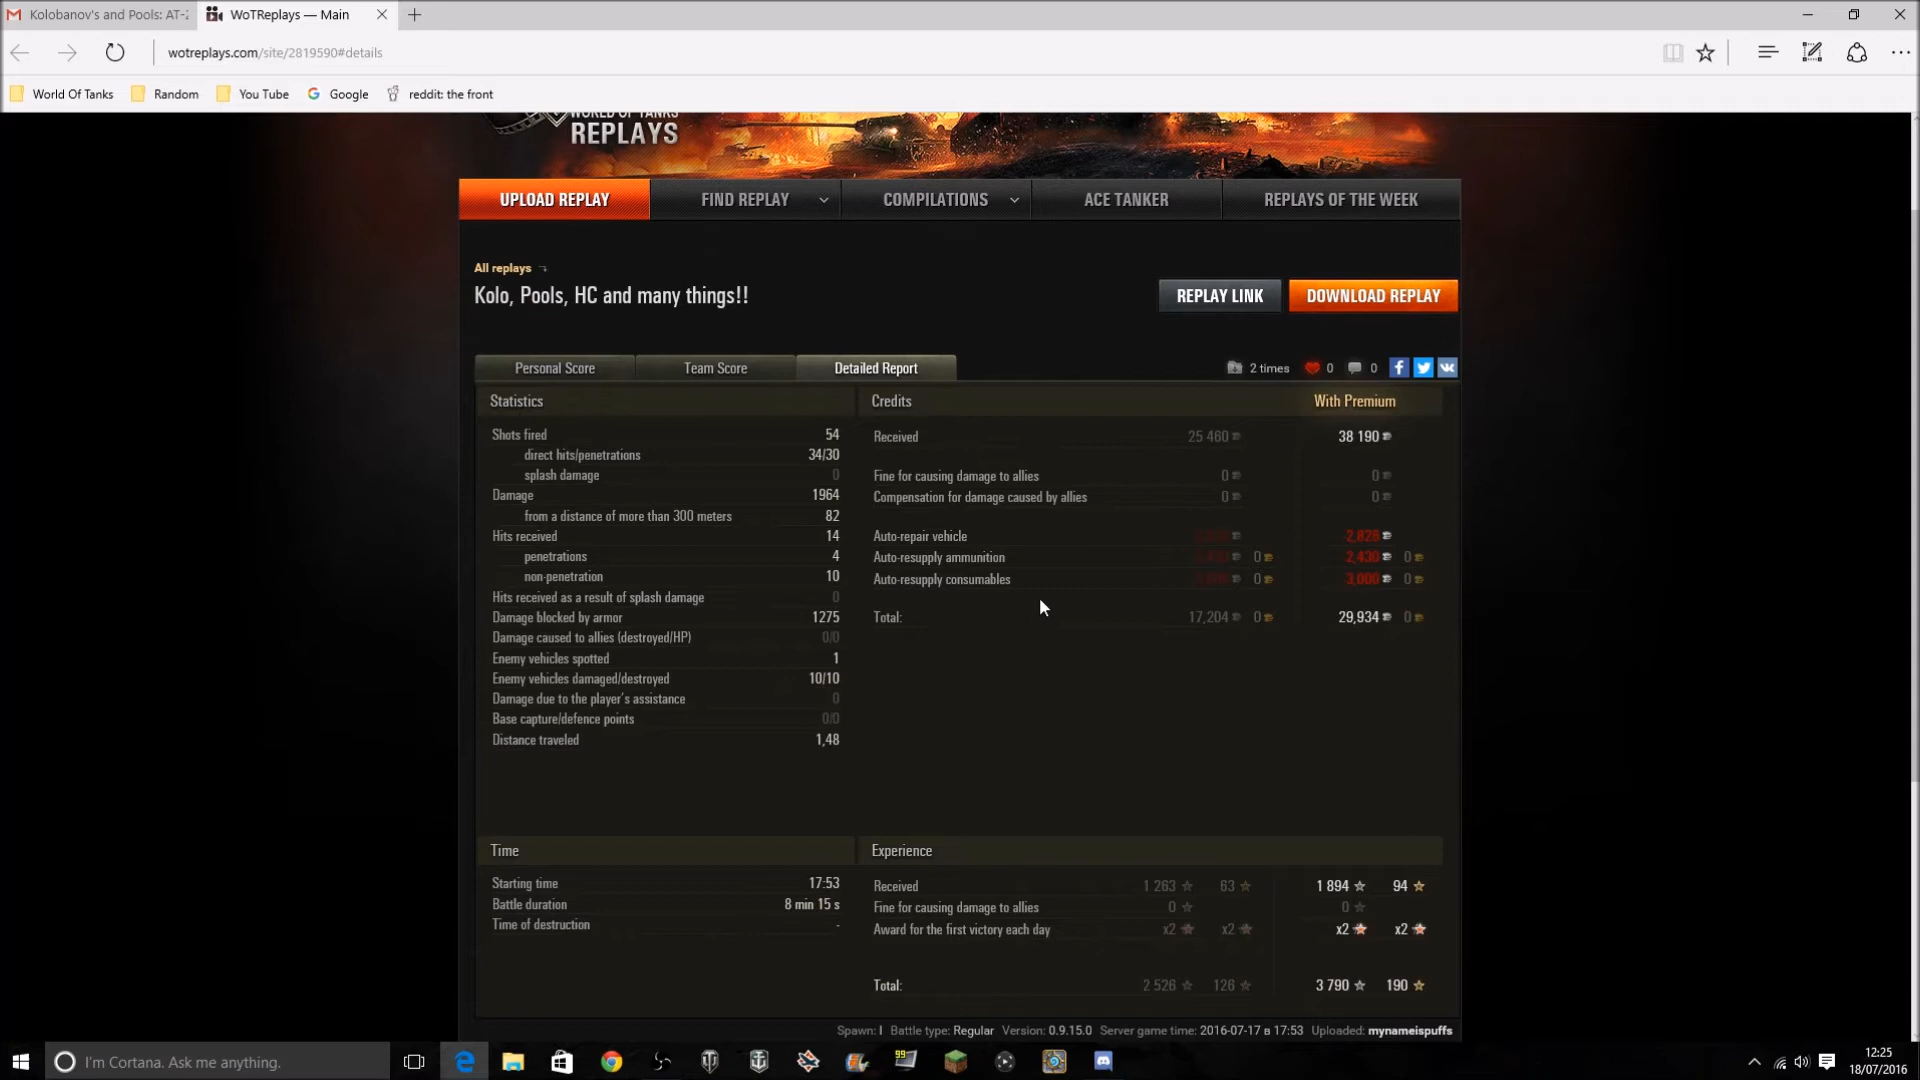 Kolobanov's and Pools: AT-2
WoTReplays — Main
wotreplays.com/site/2819590#details
World Of Tanks
Random
You Tube
Google
reddit: the front
WORLD OF TANKS
REPLAYS
UPLOAD REPLAY
FIND REPLAY
COMPILATIONS
ACE TANKER
REPLAYS OF THE WEEK
All replays
Kolo, Pools, HC and many things!!
REPLAY LINK
DOWNLOAD REPLAY
Personal Score
Team Score
Detailed Report
2 times
0
0
Statistics
Shots fired 54
direct hits/penetrations 34/30
splash damage 0
Damage 1964
from a distance of more than 300 meters 82
Hits received 14
penetrations 4
non-penetration 10
Hits received as a result of splash damage 0
Damage blocked by armor 1275
Damage caused to allies (destroyed/HP) 0/0
Enemy vehicles spotted 1
Enemy vehicles damaged/destroyed 10/10
Damage due to the player's assistance 0
Base capture/defence points 0/0
Distance traveled 1,48
Credits With Premium
Received 25 460 38 190
Fine for causing damage to allies 0 0
Compensation for damage caused by allies 0 0
Auto-repair vehicle -2,828
Auto-resupply ammunition 0 -2,430 0
Auto-resupply consumables 0 -3,000 0
Total: 17,204 0 29,934 0
Time
Starting time 17:53
Battle duration 8 min 15 s
Time of destruction -
Experience
Received 1 263 63 1 894 94
Fine for causing damage to allies 0 0
Award for the first victory each day x2 x2 x2 x2
Total: 2 526 126 3 790 190
Spawn: I Battle type: Regular Version: 0.9.15.0 Server game time: 2016-07-17 в 17:53 Uploaded: mynameispuffs
I'm Cortana. Ask me anything.
99
12:25
18/07/2016